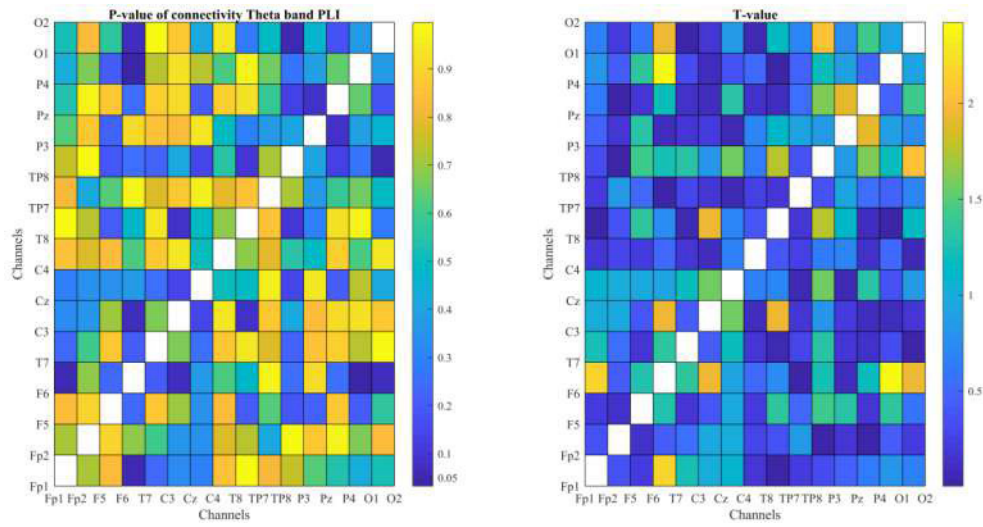 P-value of connectivity Theta band PLI
O2
O1
P4
Pz
P3
TP8
TP7
T8
C4
Cz
C3
T7
F6
F5
Fp2
Fp1
Channels
Fp1 Fp2 F5 F6 T7 C3 Cz C4 T8 TP7 TP8 P3 Pz P4 O1 O2
Channels
0.9
0.8
0.7
0.6
0.5
0.4
0.3
0.2
0.1
0.05
T-value
O2
O1
P4
Pz
P3
TP8
TP7
T8
C4
Cz
C3
T7
F6
F5
Fp2
Fp1
Channels
Fp1 Fp2 F5 F6 T7 C3 Cz C4 T8 TP7 TP8 P3 Pz P4 O1 O2
Channels
2
1.5
1
0.5